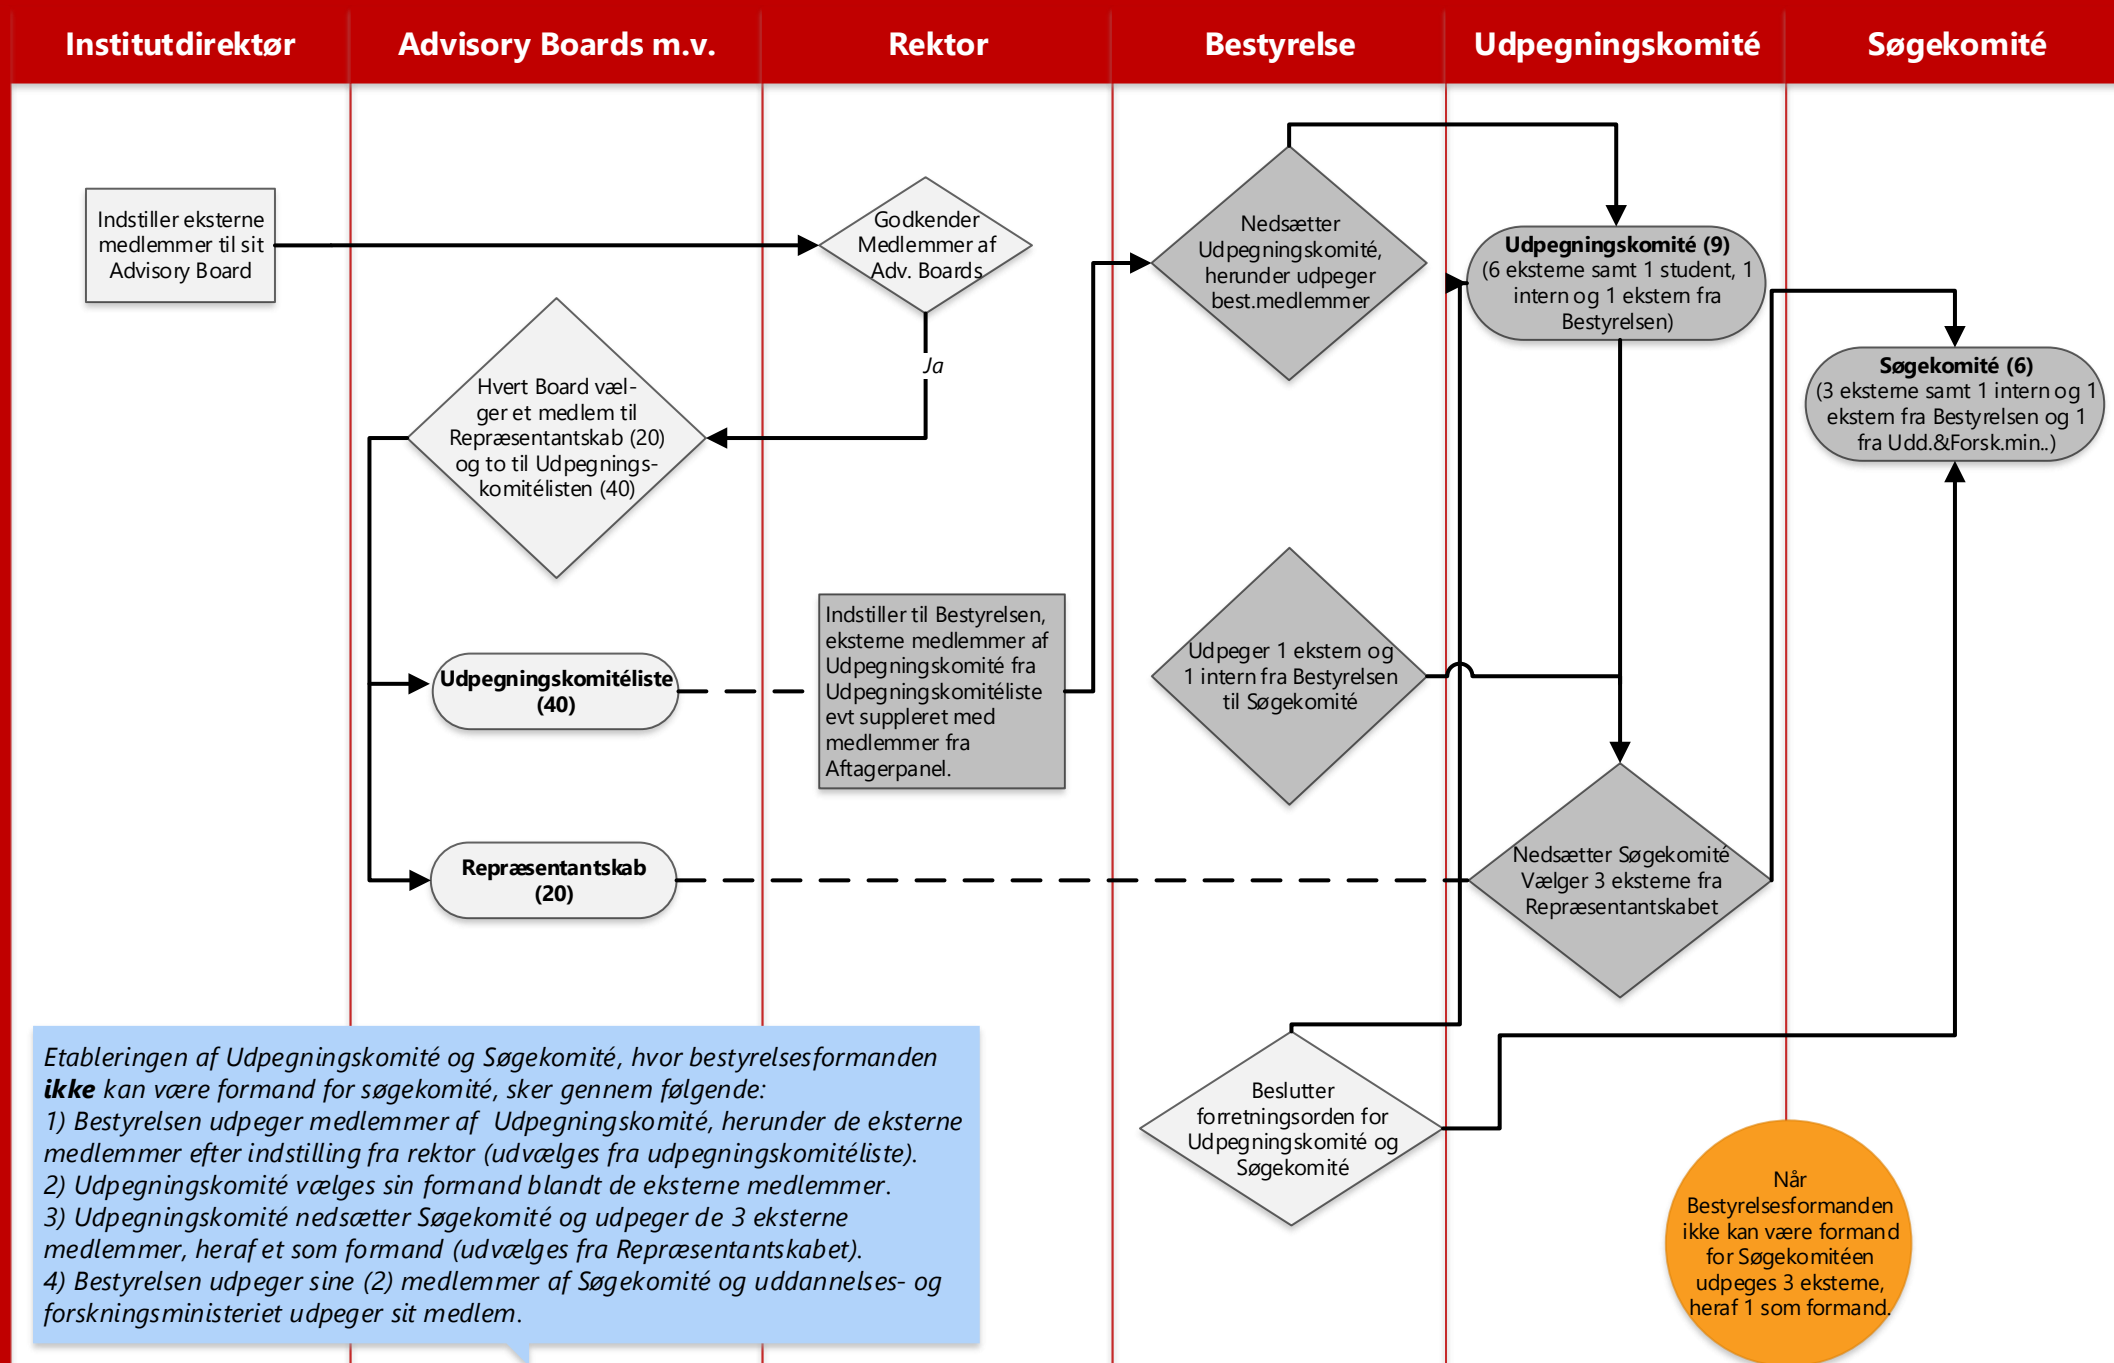 Institutdirektør
Advisory Boards m.v.
Rektor
Bestyrelse
Udpegningskomité
Søgekomité
Indstiller eksterne
medlemmer til sit
Advisory Board
Godkender
Medlemmer af
Adv. Boards
Ja
Hvert Board væl-
ger et medlem til
Repræsentantskab (20)
og to til Udpegnings-
komitélisten (40)
Udpegningskomitéliste
(40)
Repræsentantskab
(20)
Indstiller til Bestyrelsen,
eksterne medlemmer af
Udpegningskomité fra
Udpegningskomitéliste
evt suppleret med
medlemmer fra
Aftagerpanel.
Nedsætter
Udpegningskomité,
herunder udpeger
best.medlemmer
Udpeger 1 ekstern og
1 intern fra Bestyrelsen
til Søgekomité
Beslutter
forretningsorden for
Udpegningskomité og
Søgekomité
Udpegningskomité (9)
(6 eksterne samt 1 student, 1
intern og 1 ekstern fra
Bestyrelsen)
Nedsætter Søgekomité
Vælger 3 eksterne fra
Repræsentantskabet
Søgekomité (6)
(3 eksterne samt 1 intern og 1
ekstern fra Bestyrelsen og 1
fra Udd.&Forsk.min..)
Etableringen af Udpegningskomité og Søgekomité, hvor bestyrelsesformanden
ikke kan være formand for søgekomité, sker gennem følgende:
1) Bestyrelsen udpeger medlemmer af Udpegningskomité, herunder de eksterne
medlemmer efter indstilling fra rektor (udvælges fra udpegningskomitéliste).
2) Udpegningskomité vælges sin formand blandt de eksterne medlemmer.
3) Udpegningskomité nedsætter Søgekomité og udpeger de 3 eksterne
medlemmer, heraf et som formand (udvælges fra Repræsentantskabet).
4) Bestyrelsen udpeger sine (2) medlemmer af Søgekomité og uddannelses- og
forskningsministeriet udpeger sit medlem.
Når
Bestyrelsesformanden
ikke kan være formand
for Søgekomitéen
udpeges 3 eksterne,
heraf 1 som formand.